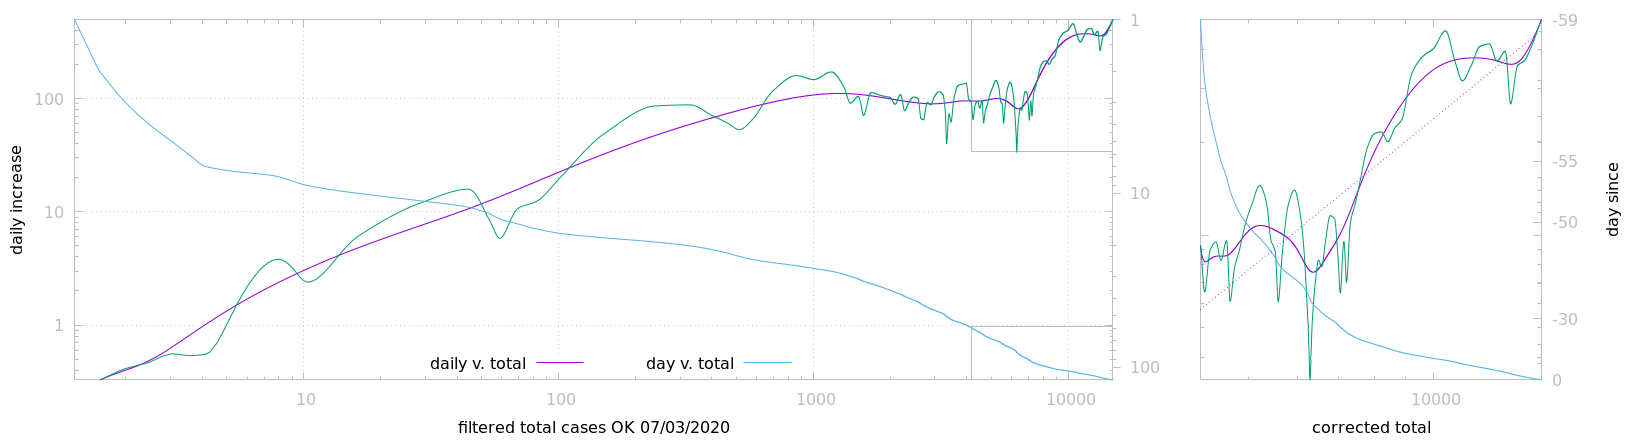 daily increase
100
10
1
10
100
1000
10000
filtered total cases OK 07/03/2020
daily v. total
day v. total
1
10
100
-59
-55
-50
-30
0
day since
10000
corrected total